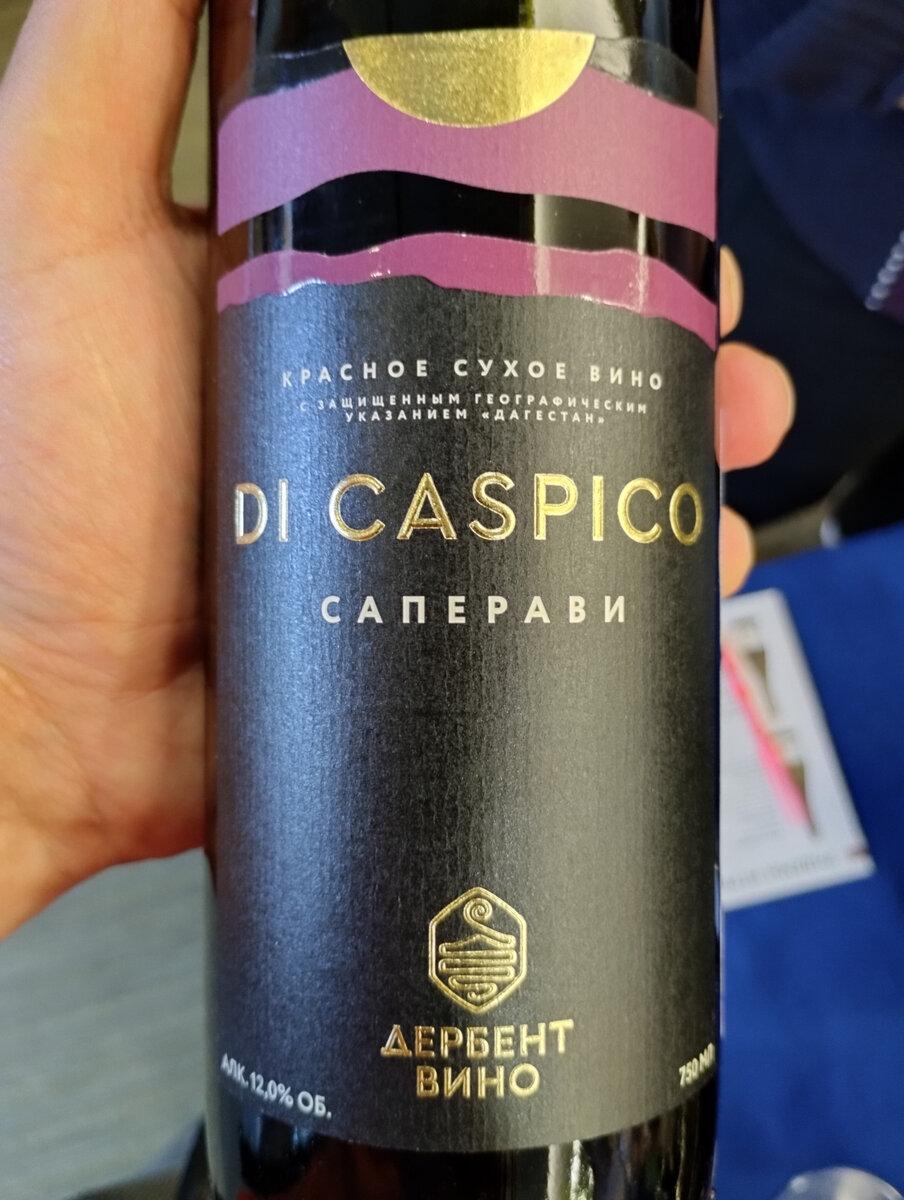 КРАСНОЕ СУХОЕ ВИНО
С ЗАЩИЩЕННЫМ ГЕОГРАФИЧЕСКИМ
УКАЗАНИЕМ «ДАГЕСТАН»
DI CASPICO
САПЕРАВИ
ДЕРБЕНТ
ВИНО
АЛК. 12,0% ОБ.
750 МЛ